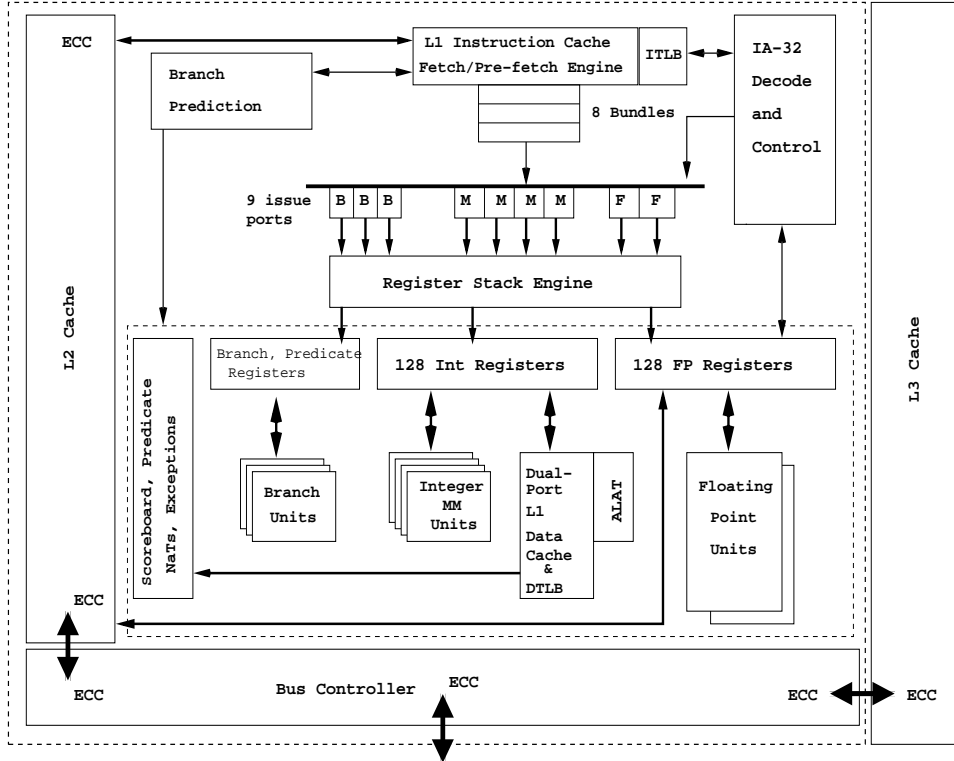 ECC
L1 Instruction Cache
Fetch/Pre-fetch Engine
ITLB
IA-32
Decode
and
Control
Branch
Prediction
8 Bundles
9 issue
ports
B B B M M M M F F
Register Stack Engine
L2 Cache
L3 Cache
Scoreboard, Predicate
NaTs, Exceptions
Branch, Predicate
Registers
128 Int Registers
128 FP Registers
Branch
Units
Integer
MM
Units
Dual-
Port
L1
Data
Cache
&
DTLB
ALAT
Floating
Point
Units
ECC
ECC
Bus Controller
ECC
ECC
ECC